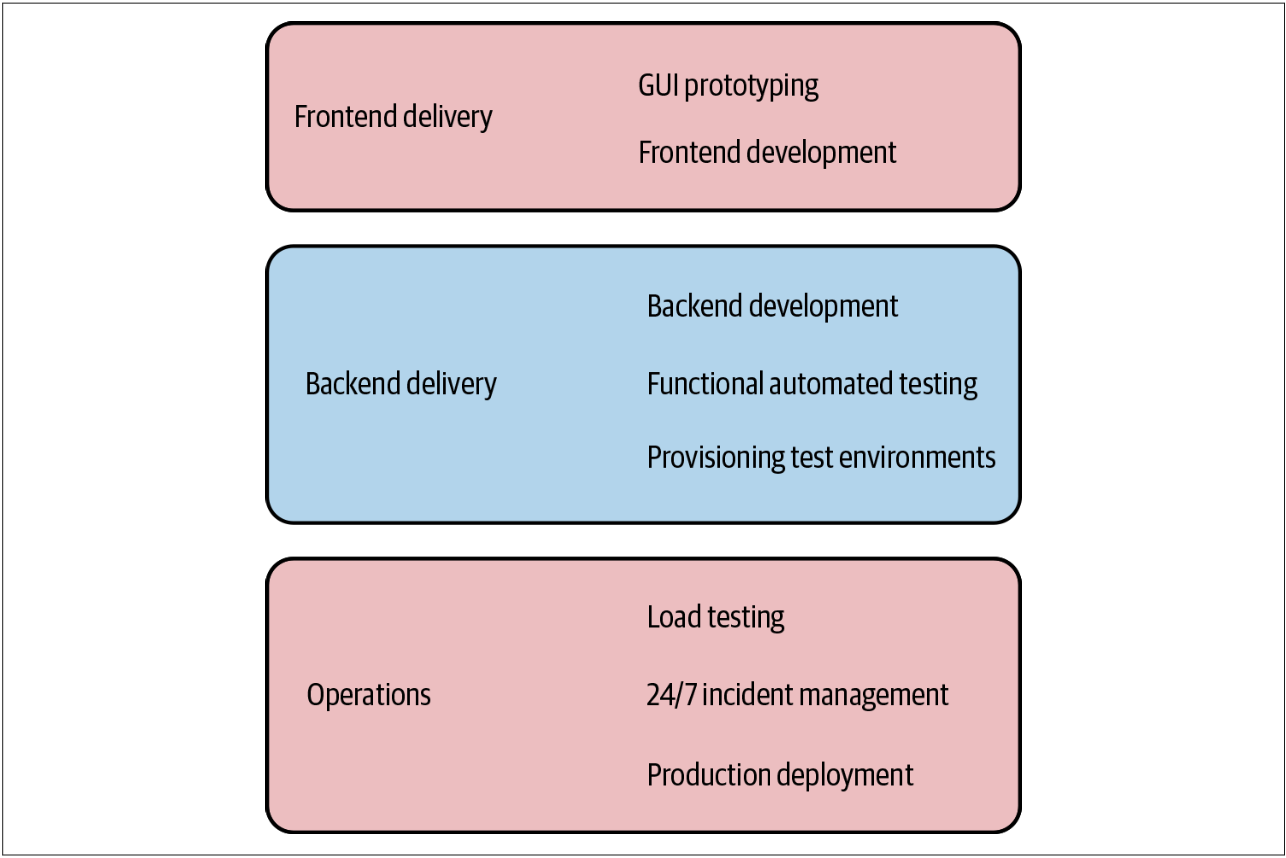 Frontend delivery
GUI prototyping
Frontend development
Backend delivery
Backend development
Functional automated testing
Provisioning test environments
Operations
Load testing
24/7 incident management
Production deployment